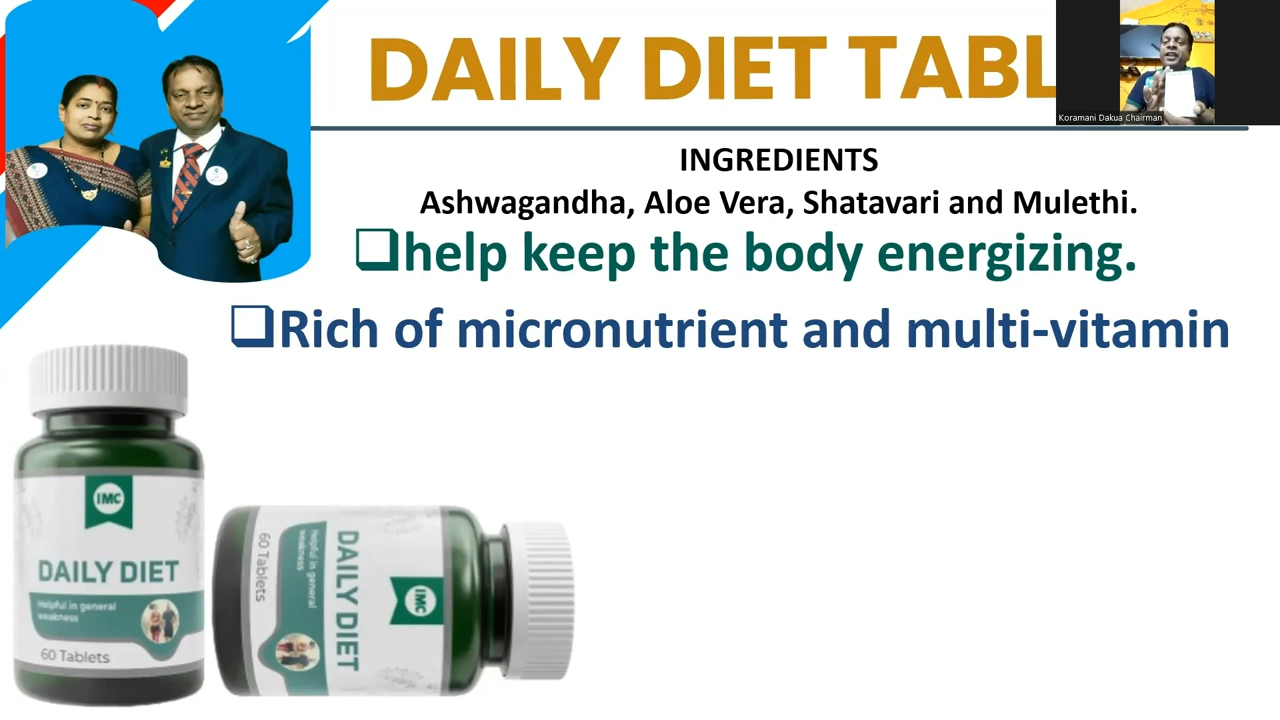 DAILY DIET TABL
Koramani Dakua Chairman
INGREDIENTS
Ashwagandha, Aloe Vera, Shatavari and Mulethi.
❑help keep the body energizing.
❑Rich of micronutrient and multi-vitamin
IMC
DAILY DIET
Helpful in general
weakness
60 Tablets
IMC
DAILY DIET
Helpful in general
weakness
60 Tablets